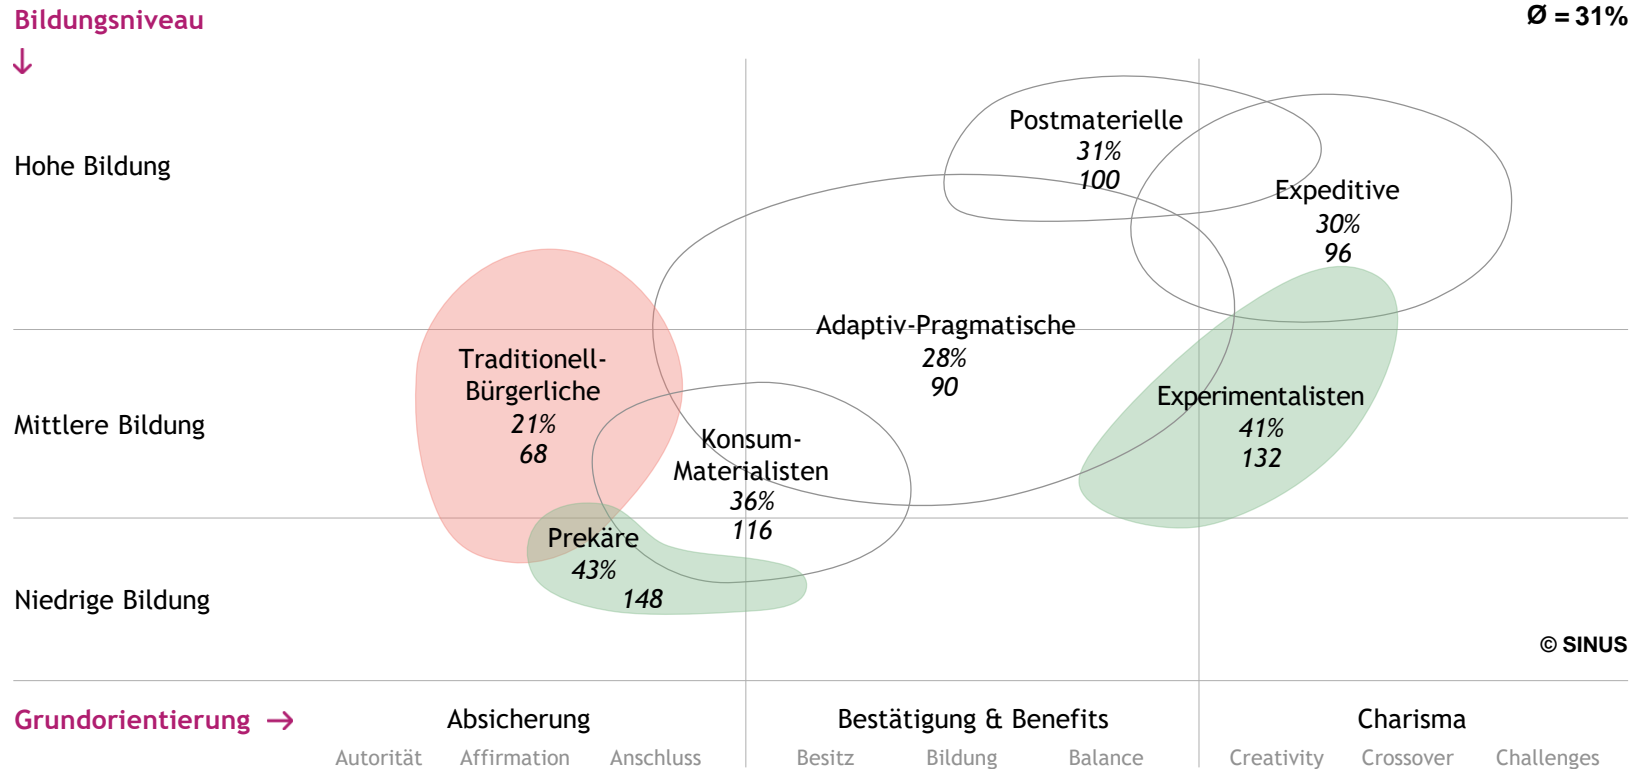 Bildungsniveau
↓
Ø = 31%
Hohe Bildung
Postmaterielle
31%
100
Expeditive
30%
96
Mittlere Bildung
Traditionell-
Bürgerliche
21%
68
Adaptiv-Pragmatische
28%
90
Experimentalisten
41%
132
Konsum-
Materialisten
36%
116
Niedrige Bildung
Prekäre
43%
148
© SINUS
Grundorientierung →
Absicherung
Bestätigung & Benefits
Charisma
Autorität
Affirmation
Anschluss
Besitz
Bildung
Balance
Creativity
Crossover
Challenges